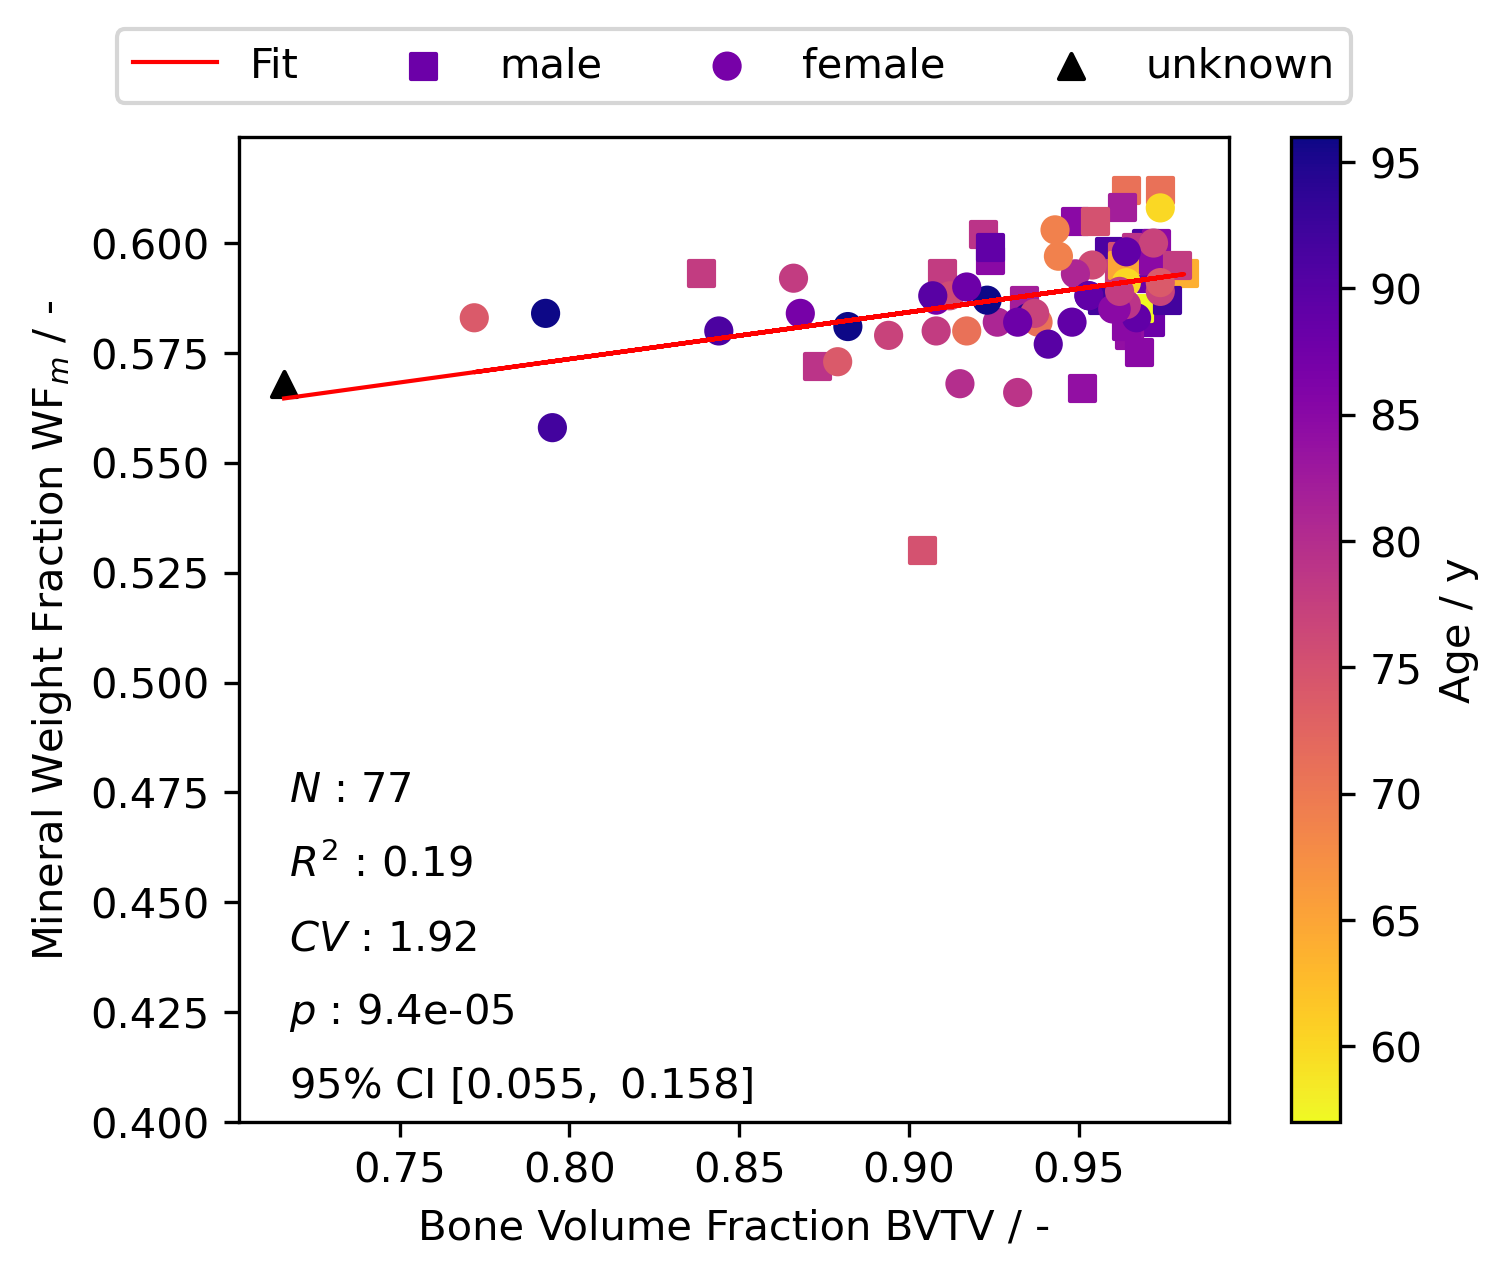 Fit male female unknown
0.600
0.575
0.550
0.525
0.500
0.475
0.450
0.425
0.400
Mineral Weight Fraction WFm / -
N : 77
R² : 0.19
CV : 1.92
p : 9.4e-05
95% CI [0.055, 0.158]
0.75 0.80 0.85 0.90 0.95
Bone Volume Fraction BVTV / -
95
90
85
80
75
70
65
60
Age / y